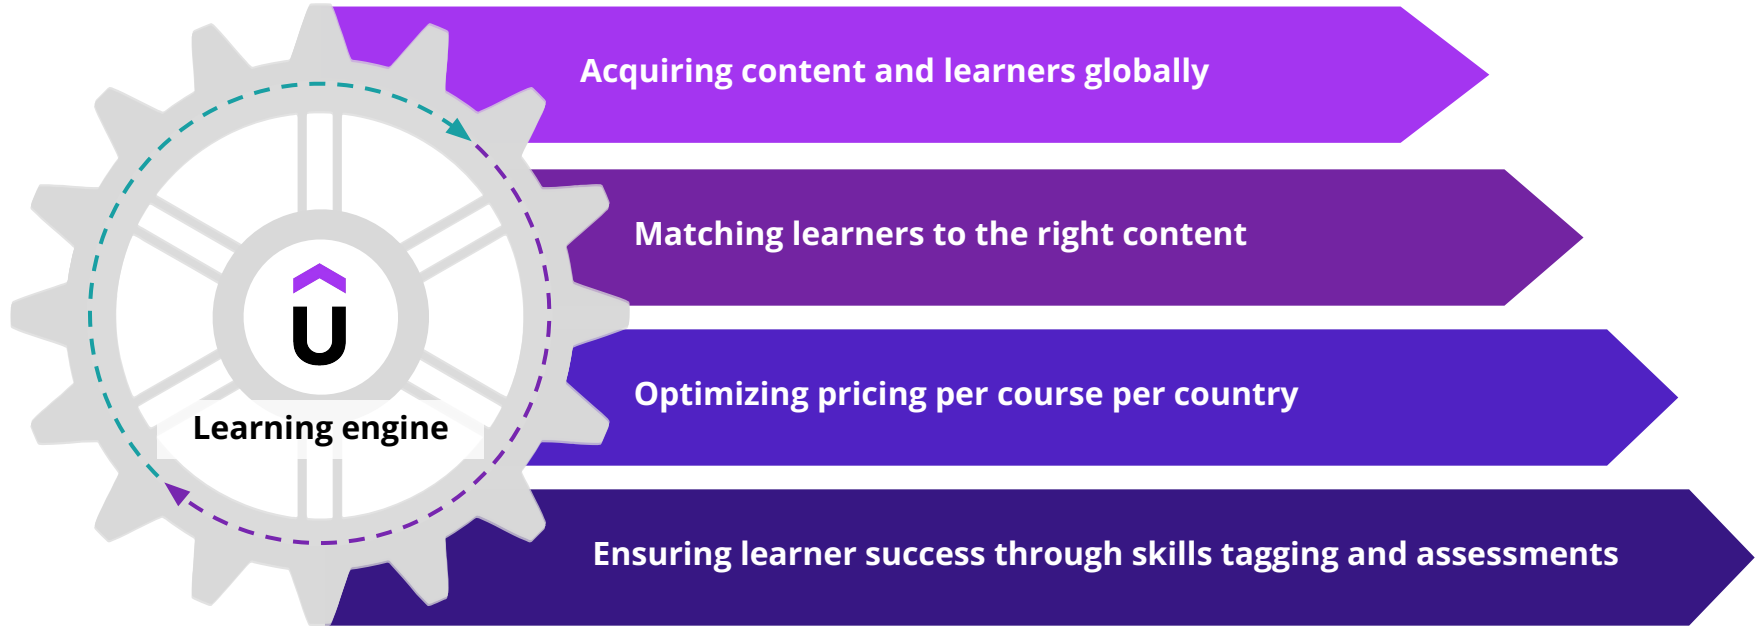 Acquiring content and learners globally
Matching learners to the right content
Optimizing pricing per course per country
Learning engine
Ensuring learner success through skills tagging and assessments